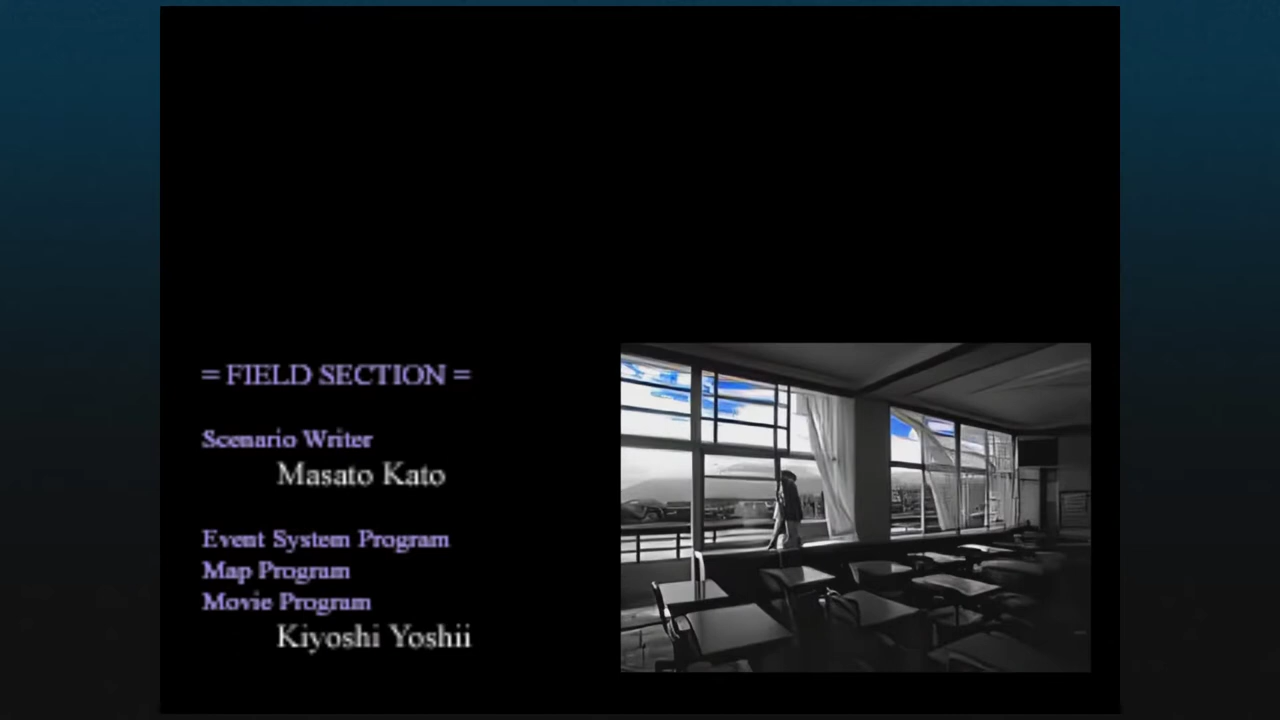 = FIELD SECTION =
Scenario Writer
Masato Kato
Event System Program
Map Program
Movie Program
Kiyoshi Yoshii